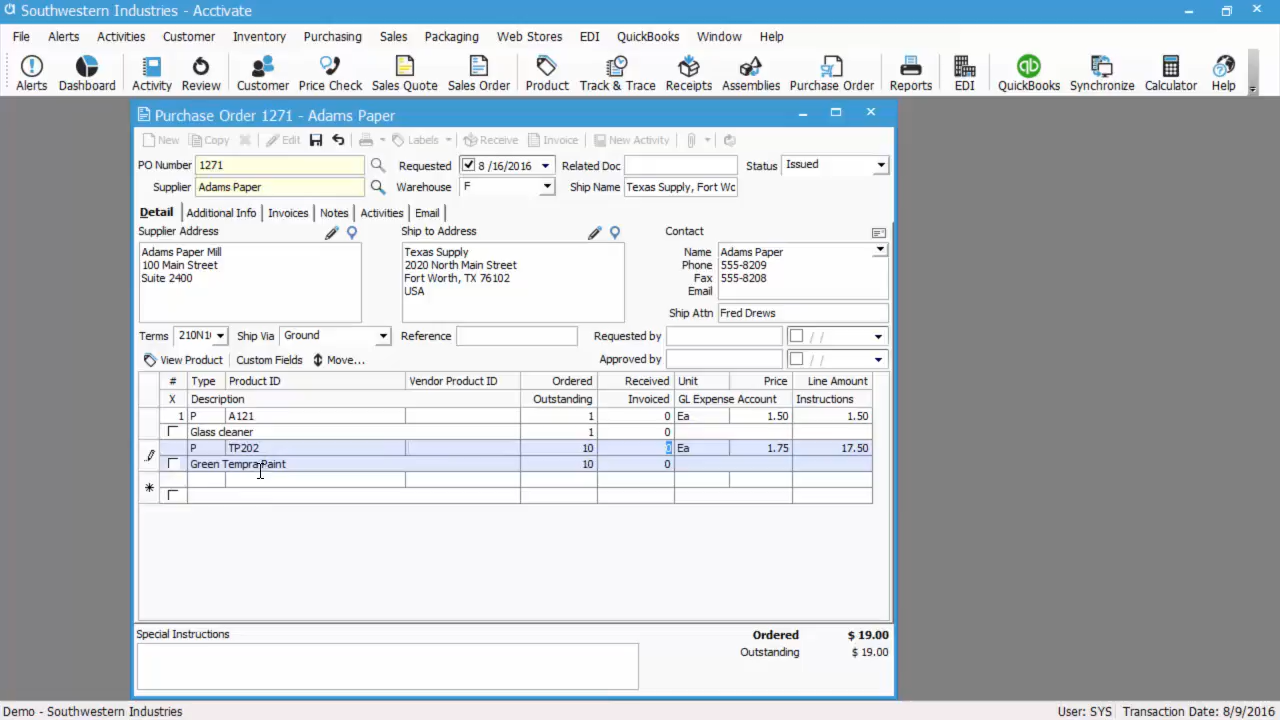 Southwestern Industries - Acctivate
File Alerts Activities Customer Inventory Purchasing Sales Packaging Web Stores EDI QuickBooks Window Help
Alerts Dashboard Activity Review Customer Price Check Sales Quote Sales Order Product Track & Trace Receipts Assemblies Purchase Order Reports EDI QuickBooks Synchronize Calculator Help
Purchase Order 1271 - Adams Paper
New Copy Edit Labels Receive Invoice New Activity
PO Number 1271 Requested 8 /16/2016 Related Doc Status Issued
Supplier Adams Paper Warehouse F Ship Name Texas Supply, Fort Wc
Detail Additional Info Invoices Notes Activities Email
Supplier Address Ship to Address Contact
Adams Paper Mill Texas Supply Name Adams Paper
100 Main Street 2020 North Main Street Phone 555-8209
Suite 2400 Fort Worth, TX 76102 Fax 555-8208
USA Email
Ship Attn Fred Drews
Terms 210N1 Ship Via Ground Reference Requested by / /
View Product Custom Fields Move... Approved by / /
# Type Product ID Vendor Product ID Ordered Received Unit Price Line Amount
X Description Outstanding Invoiced GL Expense Account Instructions
1 P A121 1 0 Ea 1.50 1.50
Glass cleaner 1 0
P TP202 10 0 Ea 1.75 17.50
Green Tempra Paint 10 0
Special Instructions Ordered $ 19.00
Outstanding $ 19.00
Demo - Southwestern Industries User: SYS Transaction Date: 8/9/2016